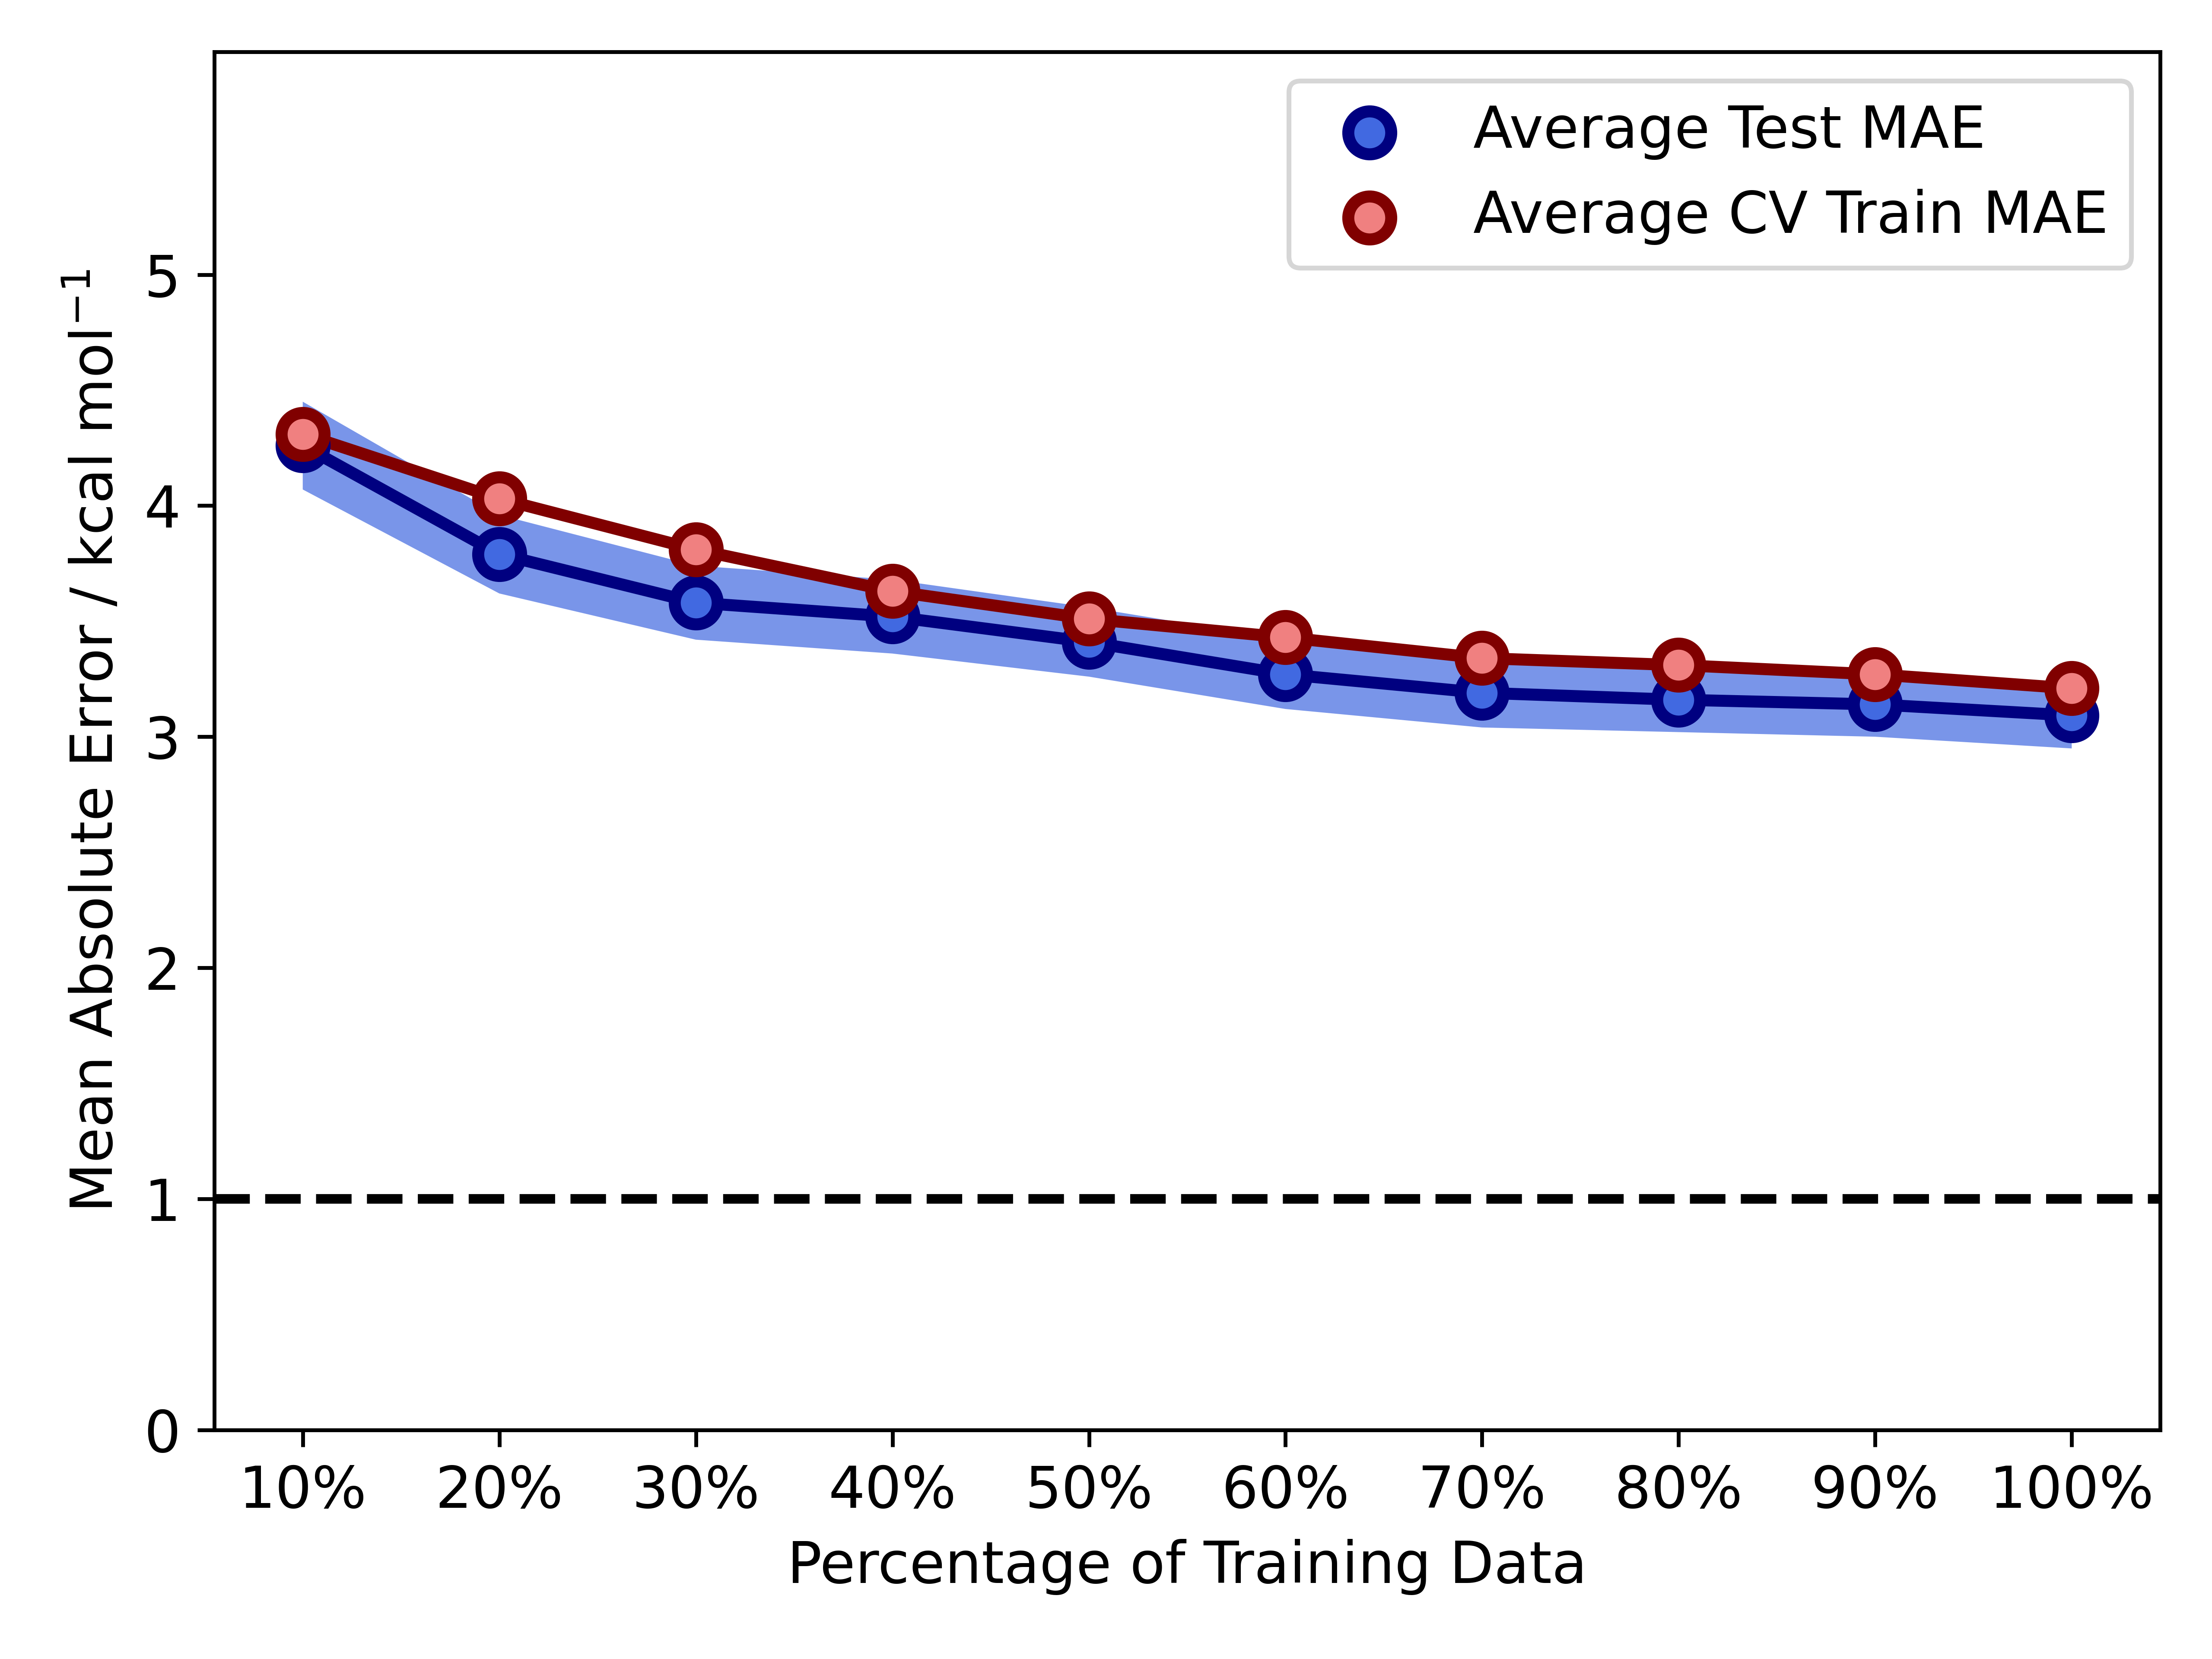 Average Test MAE
Average CV Train MAE
Mean Absolute Error / kcal mol⁻¹
5
4
3
2
1
0
10% 20% 30% 40% 50% 60% 70% 80% 90% 100%
Percentage of Training Data